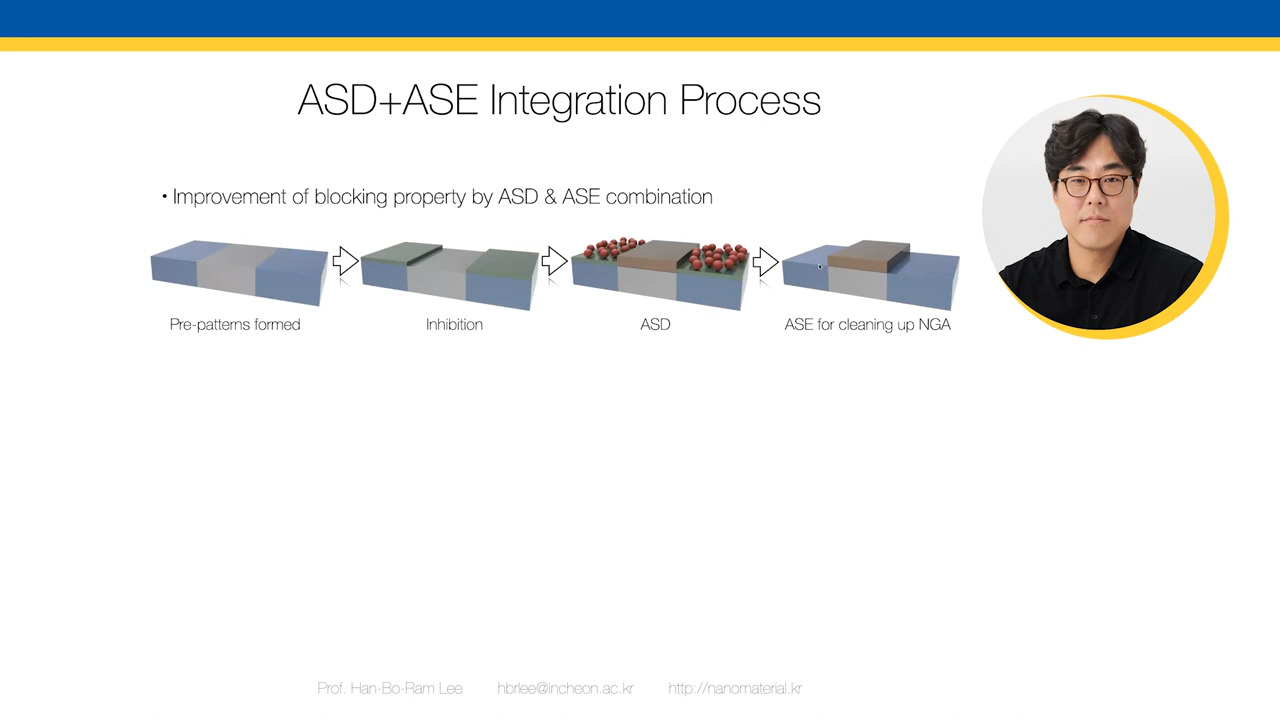 ASD+ASE Integration Process
• Improvement of blocking property by ASD & ASE combination
Pre-patterns formed
Inhibition
ASD
ASE for cleaning up NGA
Prof. Han-Bo-Ram Lee hbrlee@incheon.ac.kr http://nanomaterial.kr